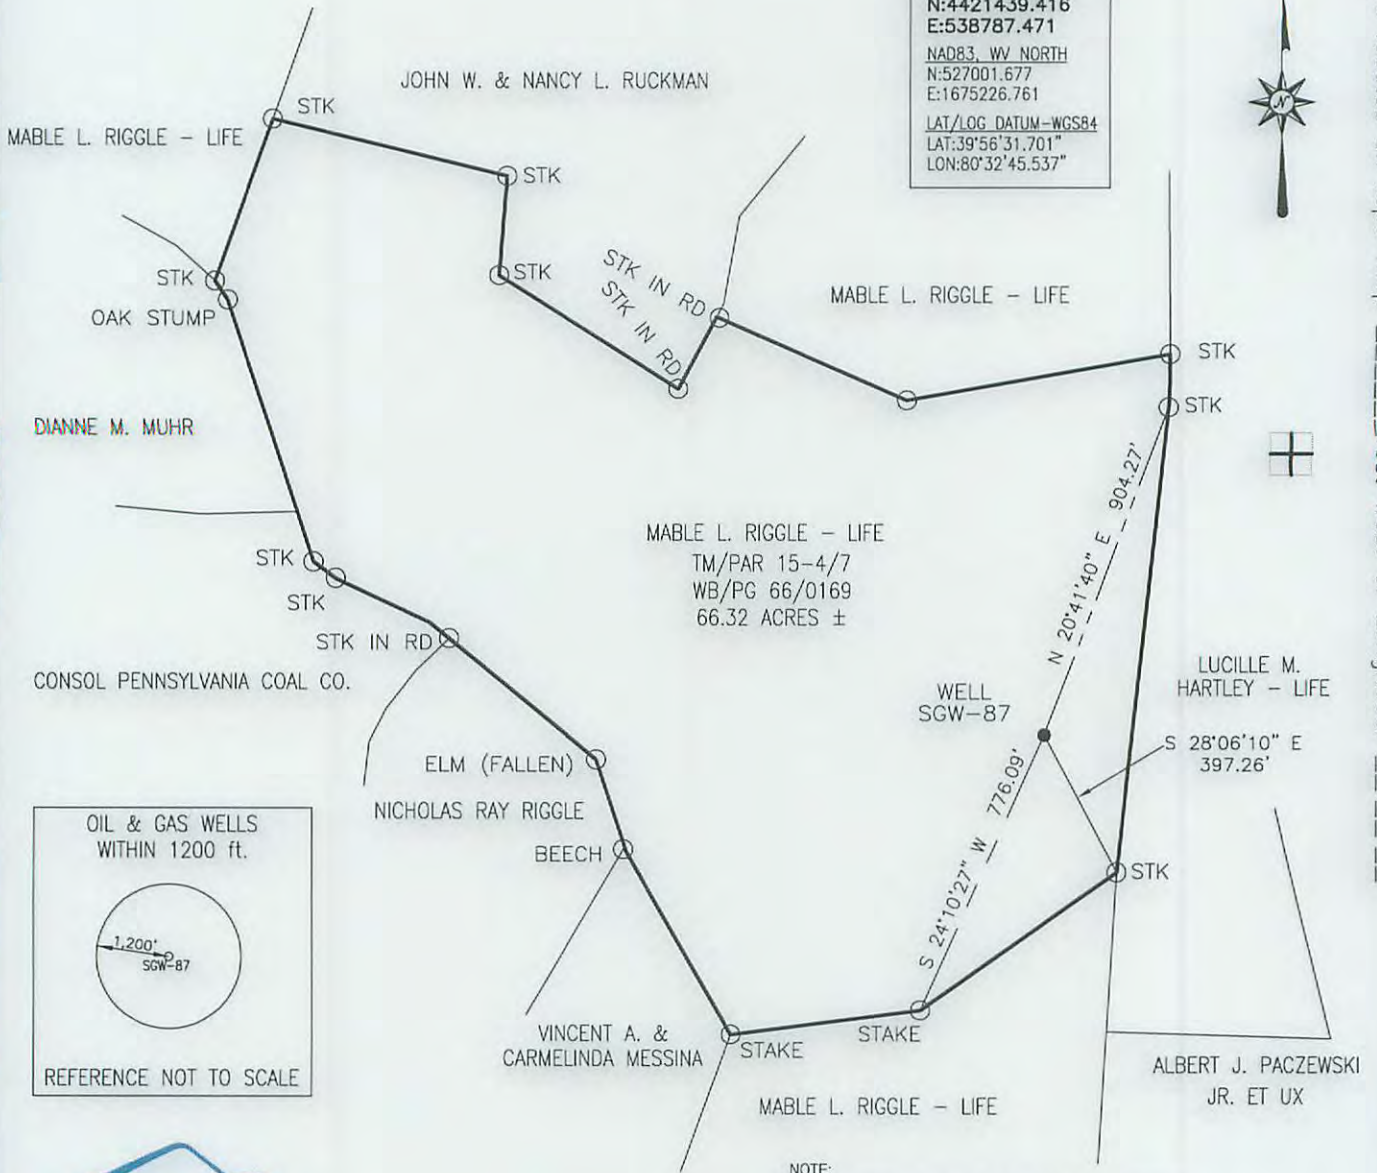 N:4421439.416
E:538787.471
NAD83, WV NORTH
N:527001.677
E:1675226.761
LAT/LOG DATUM-WGS84
LAT:39°56'31.701"
LON:80°32'45.537"
N
JOHN W. & NANCY L. RUCKMAN
STK
MABLE L. RIGGLE - LIFE
STK
STK
STK IN RD
STK IN RD
STK
OAK STUMP
MABLE L. RIGGLE - LIFE
STK
STK
DIANNE M. MUHR
N 20°41'40" E 904.27'
MABLE L. RIGGLE - LIFE
TM/PAR 15-4/7
WB/PG 66/0169
66.32 ACRES ±
STK
STK
STK IN RD
CONSOL PENNSYLVANIA COAL CO.
LUCILLE M.
HARTLEY - LIFE
WELL
SGW-87
S 28°06'10" E
397.26'
ELM (FALLEN)
S 24°10'27" W 776.09'
NICHOLAS RAY RIGGLE
BEECH
STK
OIL & GAS WELLS
WITHIN 1200 ft.
1,200'
SGW-87
REFERENCE NOT TO SCALE
VINCENT A. &
CARMELINDA MESSINA
STAKE
STAKE
ALBERT J. PACZEWSKI
JR. ET UX
MABLE L. RIGGLE - LIFE
NOTE: